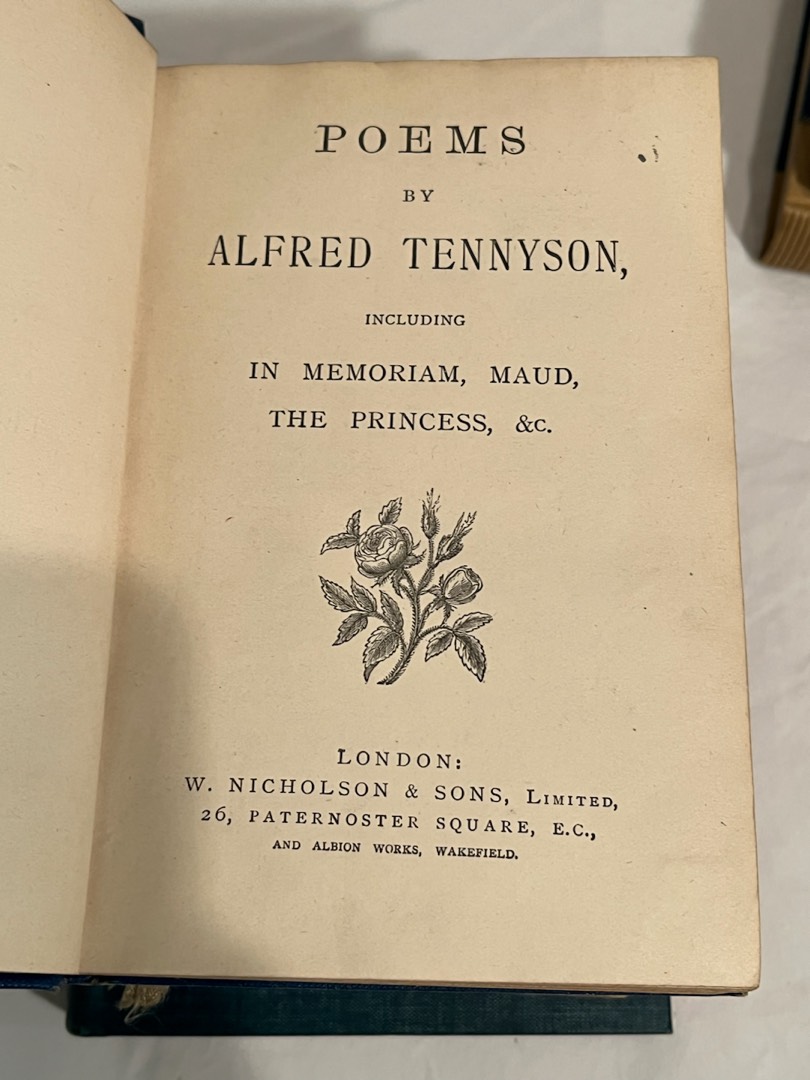 POEMS
BY
ALFRED TENNYSON,
INCLUDING
IN MEMORIAM, MAUD,
THE PRINCESS, &c.
LONDON:
W. NICHOLSON & SONS, LIMITED,
26, PATERNOSTER SQUARE, E.C.,
AND ALBION WORKS, WAKEFIELD.